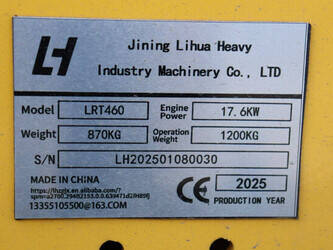 LH
Jining Lihua Heavy
Industry Machinery Co., LTD
Model LRT460 Engine Power 17.6KW
Weight 870KG Operation Weight 1200KG
S/N LH202501080030
MADE IN CHINA
CE 2025
PRODUCTION YEAR
13355105500@163.COM